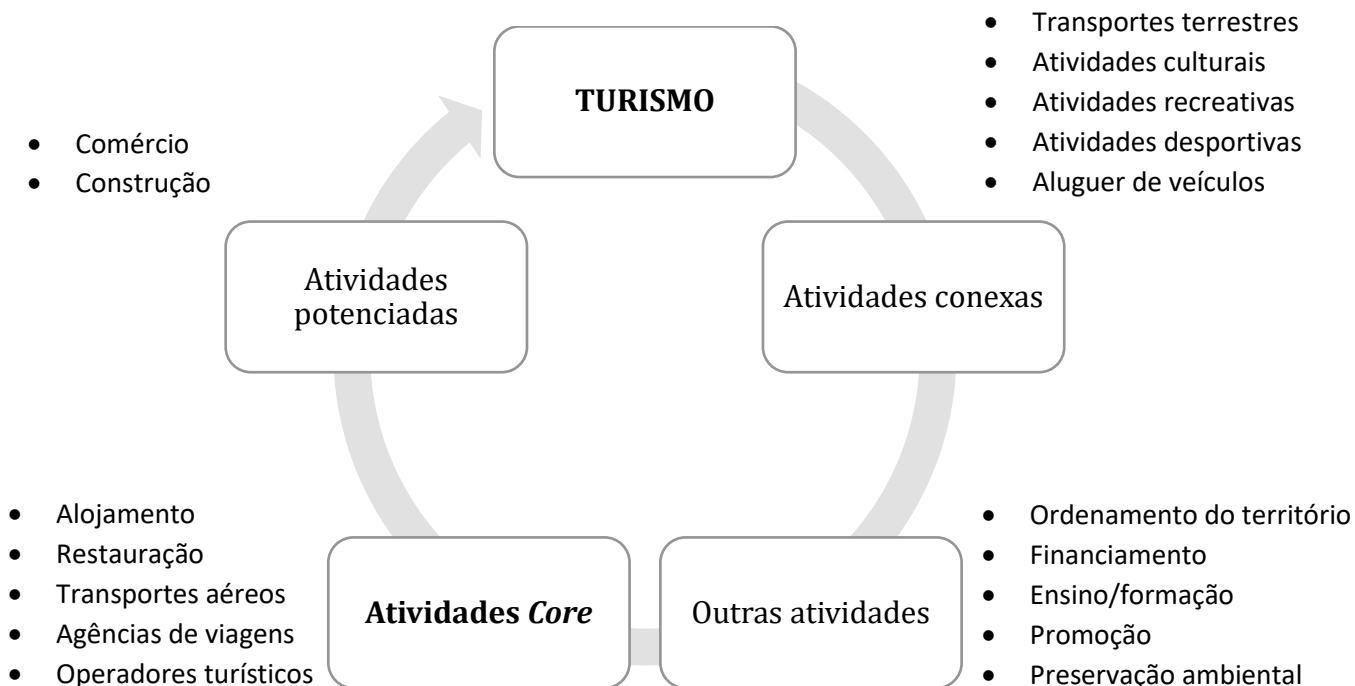 TURISMO
• Transportes terrestres
• Atividades culturais
• Atividades recreativas
• Atividades desportivas
• Aluguer de veículos
Atividades conexas
• Ordenamento do território
• Financiamento
• Ensino/formação
• Promoção
• Preservação ambiental
Outras atividades
• Alojamento
• Restauração
• Transportes aéreos
• Agências de viagens
• Operadores turísticos
Atividades Core
• Comércio
• Construção
Atividades
potenciadas